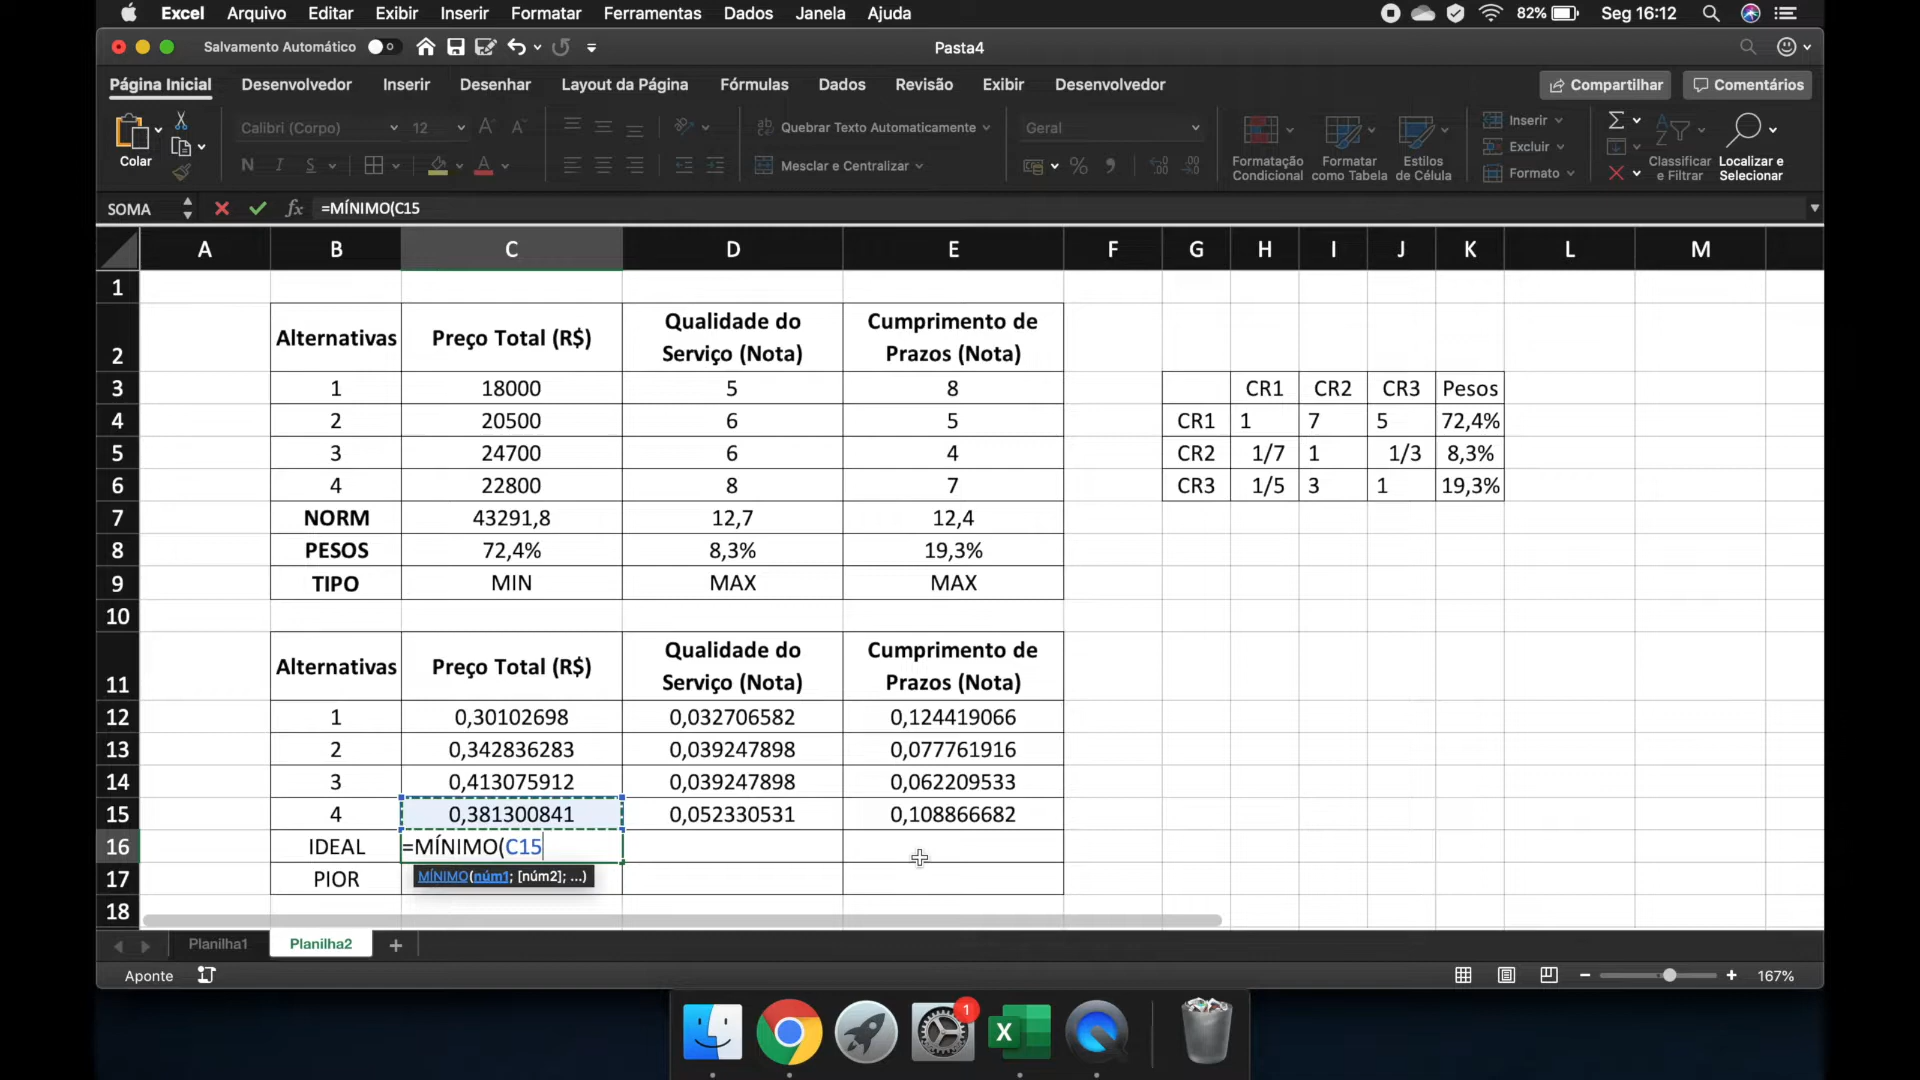 Excel Arquivo Editar Exibir Inserir Formatar Ferramentas Dados Janela Ajuda 82% Seg 16:12
Salvamento Automático Pasta4
Página Inicial Desenvolvedor Inserir Desenhar Layout da Página Fórmulas Dados Revisão Exibir Desenvolvedor Compartilhar Comentários
Colar
Calibri (Corpo) 12
N I S
Quebrar Texto Automaticamente
Mesclar e Centralizar
Geral
Formatação Condicional
Formatar como Tabela
Estilos de Célula
Inserir
Excluir
Formato
Classificar e Filtrar
Localizar e Selecionar
SOMA fx =MÍNIMO(C15
A B C D E F G H I J K L M
1
2 Alternativas Preço Total (R$) Qualidade do Serviço (Nota) Cumprimento de Prazos (Nota)
3 1 18000 5 8 CR1 CR2 CR3 Pesos
4 2 20500 6 5 CR1 1 7 5 72,4%
5 3 24700 6 4 CR2 1/7 1 1/3 8,3%
6 4 22800 8 7 CR3 1/5 3 1 19,3%
7 NORM 43291,8 12,7 12,4
8 PESOS 72,4% 8,3% 19,3%
9 TIPO MIN MAX MAX
10
11 Alternativas Preço Total (R$) Qualidade do Serviço (Nota) Cumprimento de Prazos (Nota)
12 1 0,30102698 0,032706582 0,124419066
13 2 0,342836283 0,039247898 0,077761916
14 3 0,413075912 0,039247898 0,062209533
15 4 0,381300841 0,052330531 0,108866682
16 IDEAL =MÍNIMO(C15
17 PIOR MÍNIMO(núm1; [núm2]; ...)
18
Planilha1 Planilha2 +
Aponte 167%
1